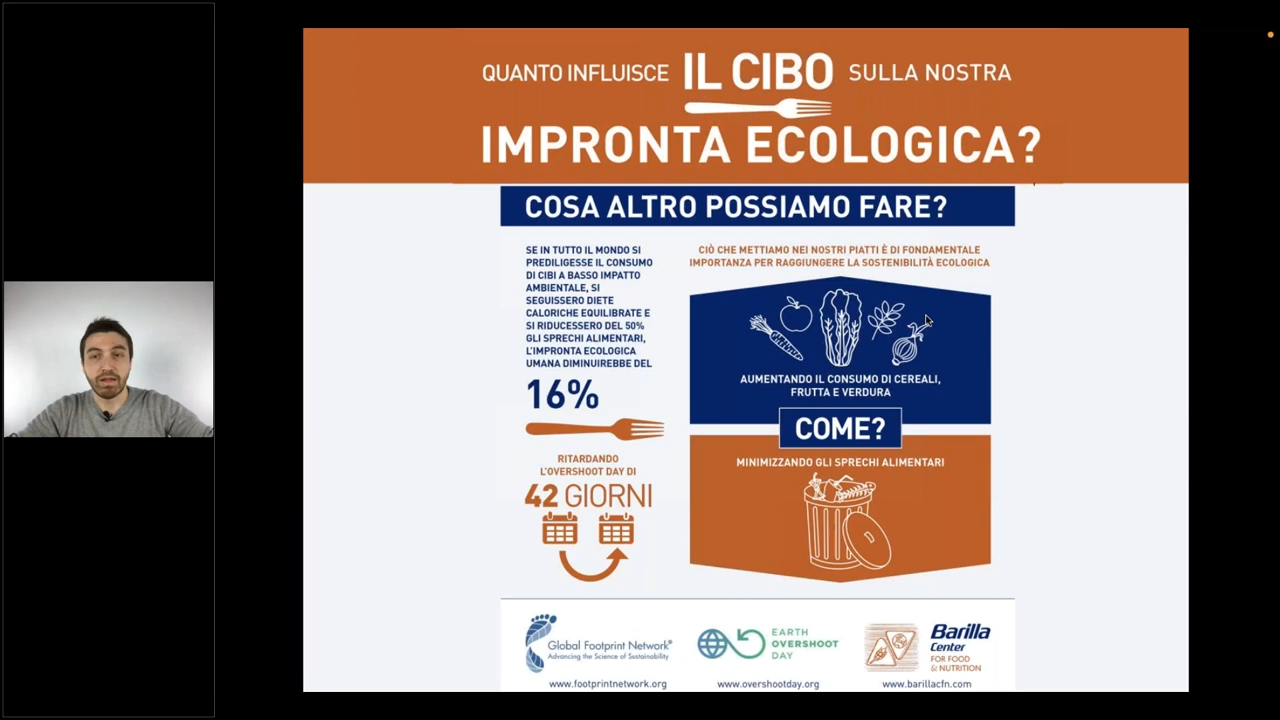 QUANTO INFLUISCE IL CIBO SULLA NOSTRA
IMPRONTA ECOLOGICA?
COSA ALTRO POSSIAMO FARE?
SE IN TUTTO IL MONDO SI
PREDILIGESSE IL CONSUMO
DI CIBI A BASSO IMPATTO
AMBIENTALE, SI
SEGUISSERO DIETE
CALORICHE EQUILIBRATE E
SI RIDUCESSERO DEL 50%
GLI SPRECHI ALIMENTARI,
L'IMPRONTA ECOLOGICA
UMANA DIMINUIREBBE DEL
16%
RITARDANDO
L'OVERSHOOT DAY DI
42 GIORNI
CIÒ CHE METTIAMO NEI NOSTRI PIATTI È DI FONDAMENTALE
IMPORTANZA PER RAGGIUNGERE LA SOSTENIBILITÀ ECOLOGICA
AUMENTANDO IL CONSUMO DI CEREALI,
FRUTTA E VERDURA
COME?
MINIMIZZANDO GLI SPRECHI ALIMENTARI
Global Footprint Network®
Advancing the Science of Sustainability
www.footprintnetwork.org
EARTH
OVERSHOOT
DAY
www.overshootday.org
Barilla
Center
FOR FOOD
& NUTRITION
www.barillacfn.com